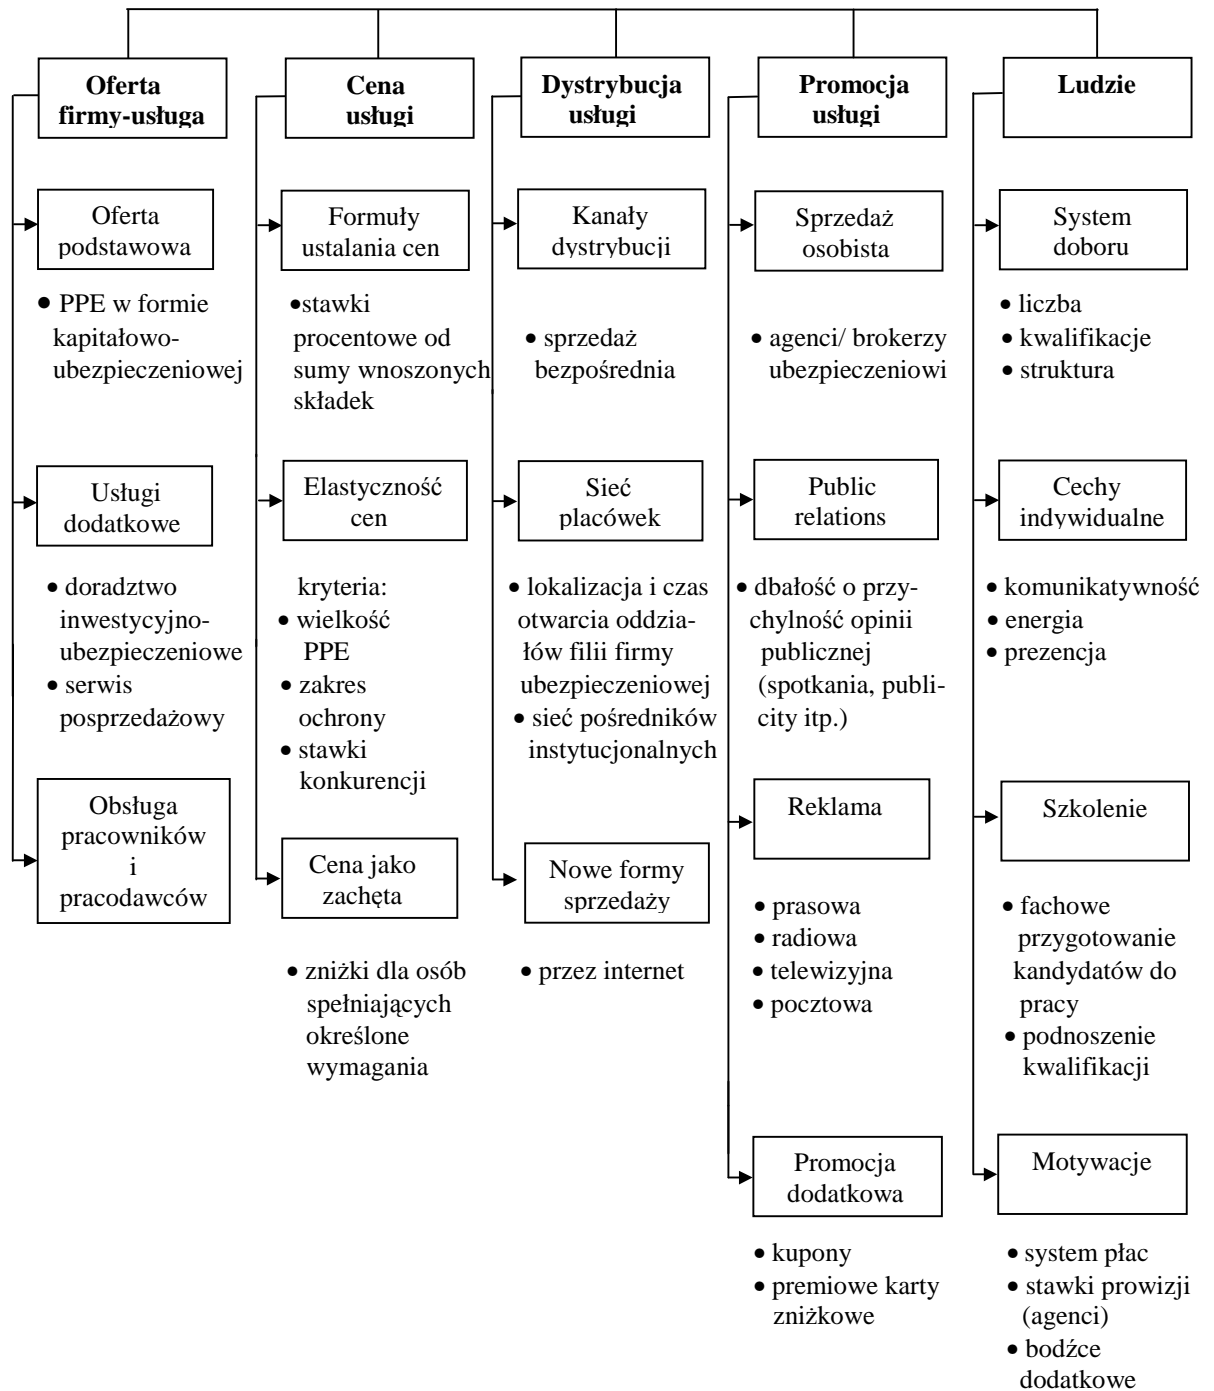 Oferta
firmy-usługa
Cena
usługi
Dystrybucja
usługi
Promocja
usługi
Ludzie
Oferta
podstawowa
Formuły
ustalania cen
Kanały
dystrybucji
Sprzedaż
osobista
System
doboru
• PPE w formie
kapitałowo-
ubezpieczeniowej
•stawki
procentowe od
sumy wnoszonych
składek
• sprzedaż
bezpośrednia
• agenci/ brokerzy
ubezpieczeniowi
• liczba
• kwalifikacje
• struktura
Usługi
dodatkowe
Elastyczność
cen
Sieć
placówek
Public
relations
Cechy
indywidualne
• doradztwo
inwestycyjno-
ubezpieczeniowe
• serwis
posprzedażowy
kryteria:
• wielkość
PPE
• zakres
ochrony
• stawki
konkurencji
• lokalizacja i czas
otwarcia oddzia-
łów filii firmy
ubezpieczeniowej
• sieć pośredników
instytucjonalnych
• dbałość o przy-
chylność opinii
publicznej
(spotkania, publi-
city itp.)
• komunikatywność
• energia
• prezencja
Obsługa
pracowników
i
pracodawców
Cena jako
zachęta
Nowe formy
sprzedaży
Reklama
Szkolenie
• zniżki dla osób
spełniających
określone
wymagania
• przez internet
• prasowa
• radiowa
• telewizyjna
• pocztowa
• fachowe
przygotowanie
kandydatów do
pracy
• podnoszenie
kwalifikacji
Promocja
dodatkowa
Motywacje
• kupony
• premiowe karty
zniżkowe
• system płac
• stawki prowizji
(agenci)
• bodźce
dodatkowe